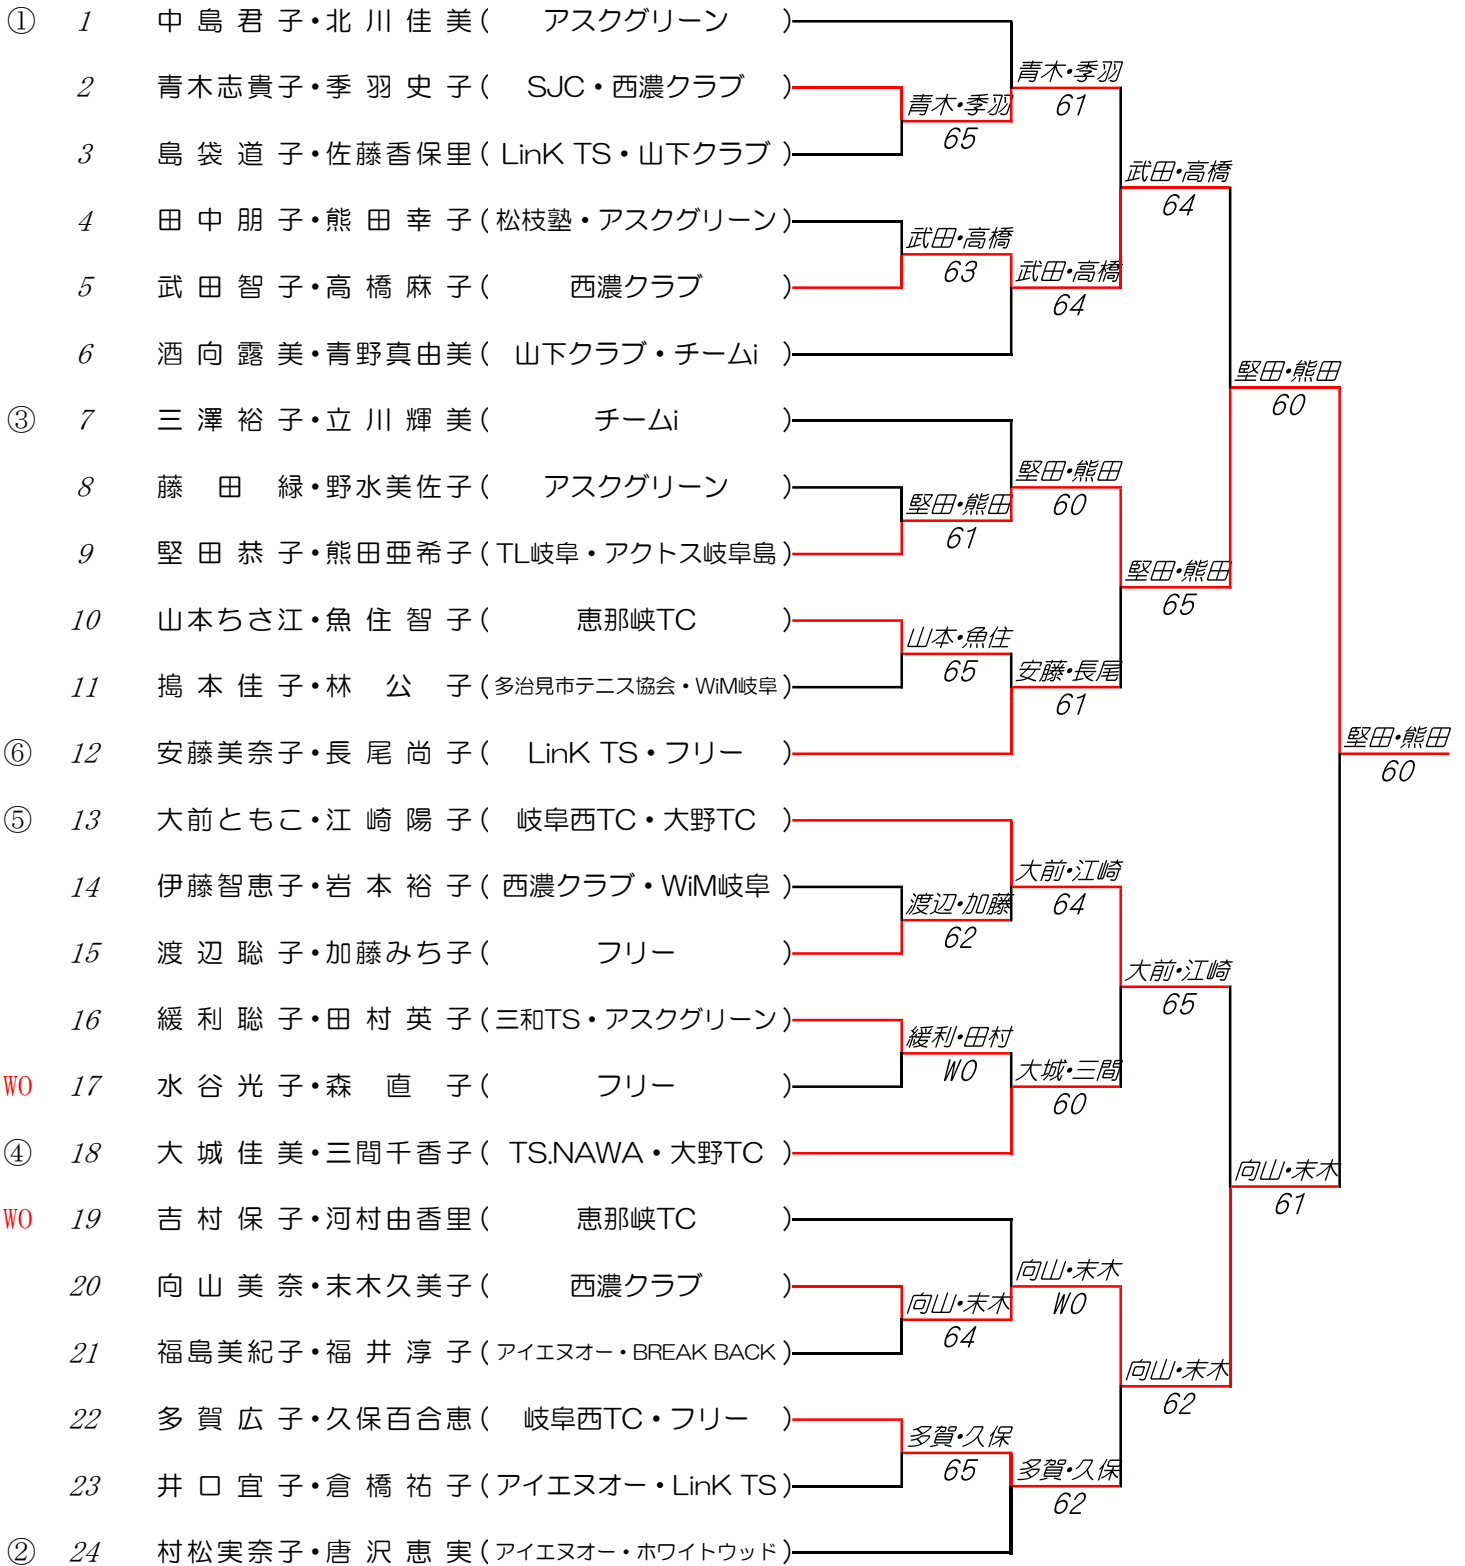 ① 1 中島君子・北川佳美(アスクグリーン)
青木・季羽
2 青木志貴子・季羽史子(SJC・西濃クラブ)
青木・季羽 61
65
3 島袋道子・佐藤香保里(LinK TS・山下クラブ)
武田・高橋
64
4 田中朋子・熊田幸子(松枝塾・アスクグリーン)
武田・高橋
63 武田・高橋
5 武田智子・高橋麻子(西濃クラブ)
64
6 酒向露美・青野真由美(山下クラブ・チームi)
堅田・熊田
60
③ 7 三澤裕子・立川輝美(チームi)
堅田・熊田
8 藤田緑・野水美佐子(アスクグリーン)
堅田・熊田 60
61
9 堅田恭子・熊田亜希子(TL岐阜・アクトス岐阜島)
堅田・熊田
65
10 山本ちさ江・魚住智子(恵那峡TC)
山本・魚住
65 安藤・長尾
11 搗本佳子・林公子(多治見市テニス協会・WiM岐阜)
61
⑥ 12 安藤美奈子・長尾尚子(LinK TS・フリー)
堅田・熊田
60
⑤ 13 大前ともこ・江崎陽子(岐阜西TC・大野TC)
大前・江崎
14 伊藤智恵子・岩本裕子(西濃クラブ・WiM岐阜)
渡辺・加藤 64
62
15 渡辺聡子・加藤みち子(フリー)
大前・江崎
65
16 緩利聡子・田村英子(三和TS・アスクグリーン)
緩利・田村
WO 大城・三間
WO 17 水谷光子・森直子(フリー)
60
④ 18 大城佳美・三間千香子(TS.NAWA・大野TC)
向山・末木
61
WO 19 吉村保子・河村由香里(恵那峡TC)
向山・末木
20 向山美奈・末木久美子(西濃クラブ)
向山・末木 WO
64
21 福島美紀子・福井淳子(アイエヌオー・BREAK BACK)
向山・末木
62
22 多賀広子・久保百合恵(岐阜西TC・フリー)
多賀・久保
65 多賀・久保
23 井口宜子・倉橋祐子(アイエヌオー・LinK TS)
62
② 24 村松実奈子・唐沢恵実(アイエヌオー・ホワイトウッド)